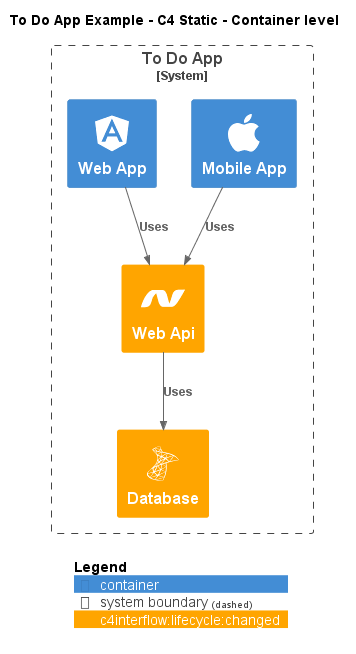 To Do App Example - C4 Static - Container level
To Do App
[System]
Web App
Mobile App
Uses
Uses
Web Api
Uses
Database
Legend
container
system boundary (dashed)
c4interflow:lifecycle:changed